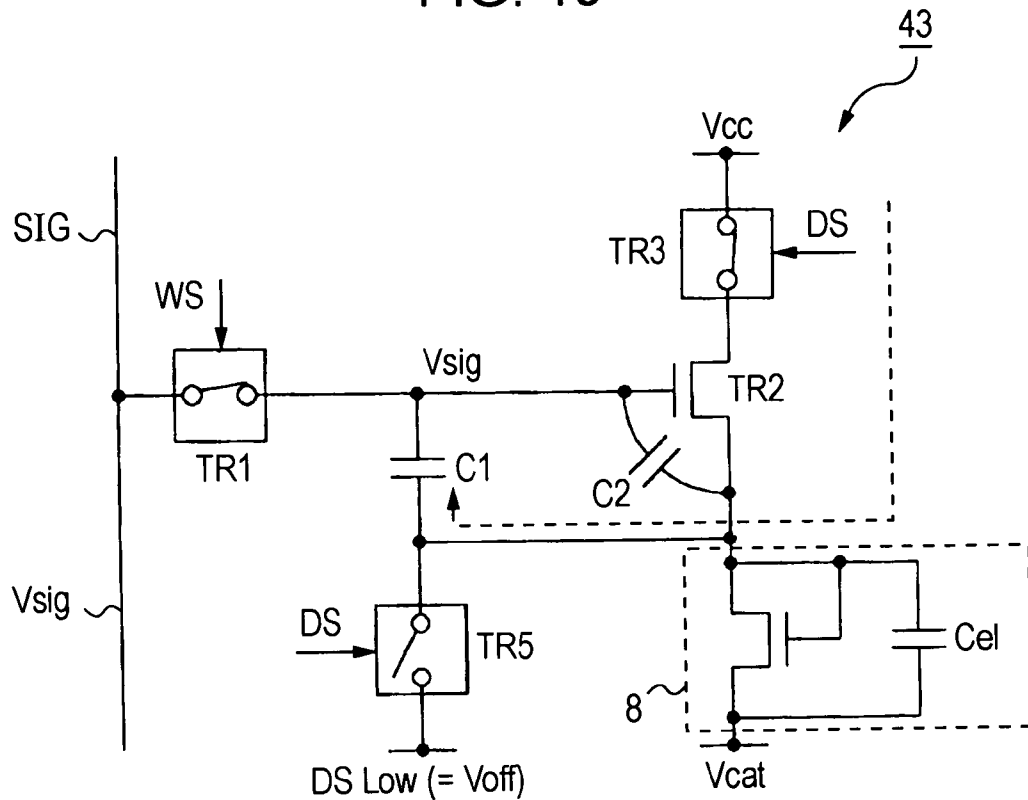 43
Vcc
SIG
TR3
DS
WS
Vsig
TR2
TR1
C1
C2
Vsig
DS
TR5
Cel
8
DS Low (= Voff)
Vcat